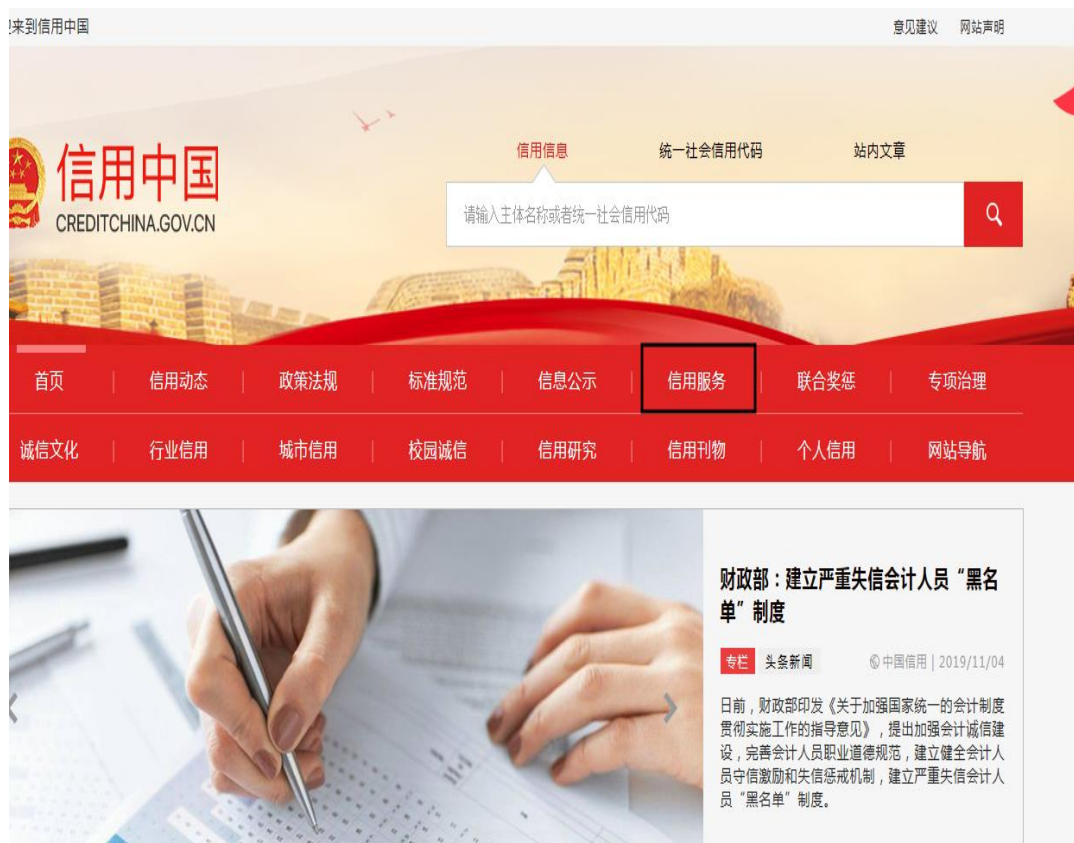 来到信用中国
意见建议 网站声明
信用中国
CREDITCHINA.GOV.CN
信用信息 统一社会信用代码 站内文章
请输入主体名称或者统一社会信用代码
首页 信用动态 政策法规 标准规范 信息公示 信用服务 联合奖惩 专项治理
诚信文化 行业信用 城市信用 校园诚信 信用研究 信用刊物 个人信用 网站导航
财政部：建立严重失信会计人员“黑名
单”制度
专栏 头条新闻 中国信用 | 2019/11/04
日前，财政部印发《关于加强国家统一的会计制度
贯彻实施工作的指导意见》，提出加强会计诚信建
设，完善会计人员职业道德规范，建立健全会计人
员守信激励和失信惩戒机制，建立严重失信会计人
员“黑名单”制度。